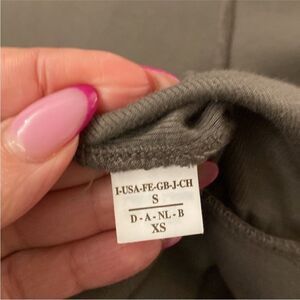 I-USA-FE-GB-J-CH
S
D-A-NL-B
XS